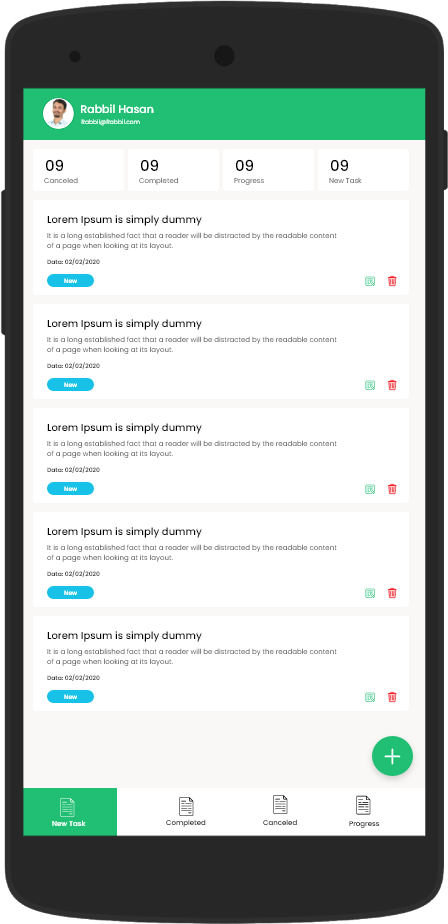 Rabbil Hasan
Rabbil@Rabbil.com
09
Canceled
09
Completed
09
Progress
09
New Task
Lorem Ipsum is simply dummy
It is a long established fact that a reader will be distracted by the readable content
of a page when looking at its layout.
Date: 02/02/2020
New
Lorem Ipsum is simply dummy
It is a long established fact that a reader will be distracted by the readable content
of a page when looking at its layout.
Date: 02/02/2020
New
Lorem Ipsum is simply dummy
It is a long established fact that a reader will be distracted by the readable content
of a page when looking at its layout.
Date: 02/02/2020
New
Lorem Ipsum is simply dummy
It is a long established fact that a reader will be distracted by the readable content
of a page when looking at its layout.
Date: 02/02/2020
New
Lorem Ipsum is simply dummy
It is a long established fact that a reader will be distracted by the readable content
of a page when looking at its layout.
Date: 02/02/2020
New
New Task
Completed
Canceled
Progress